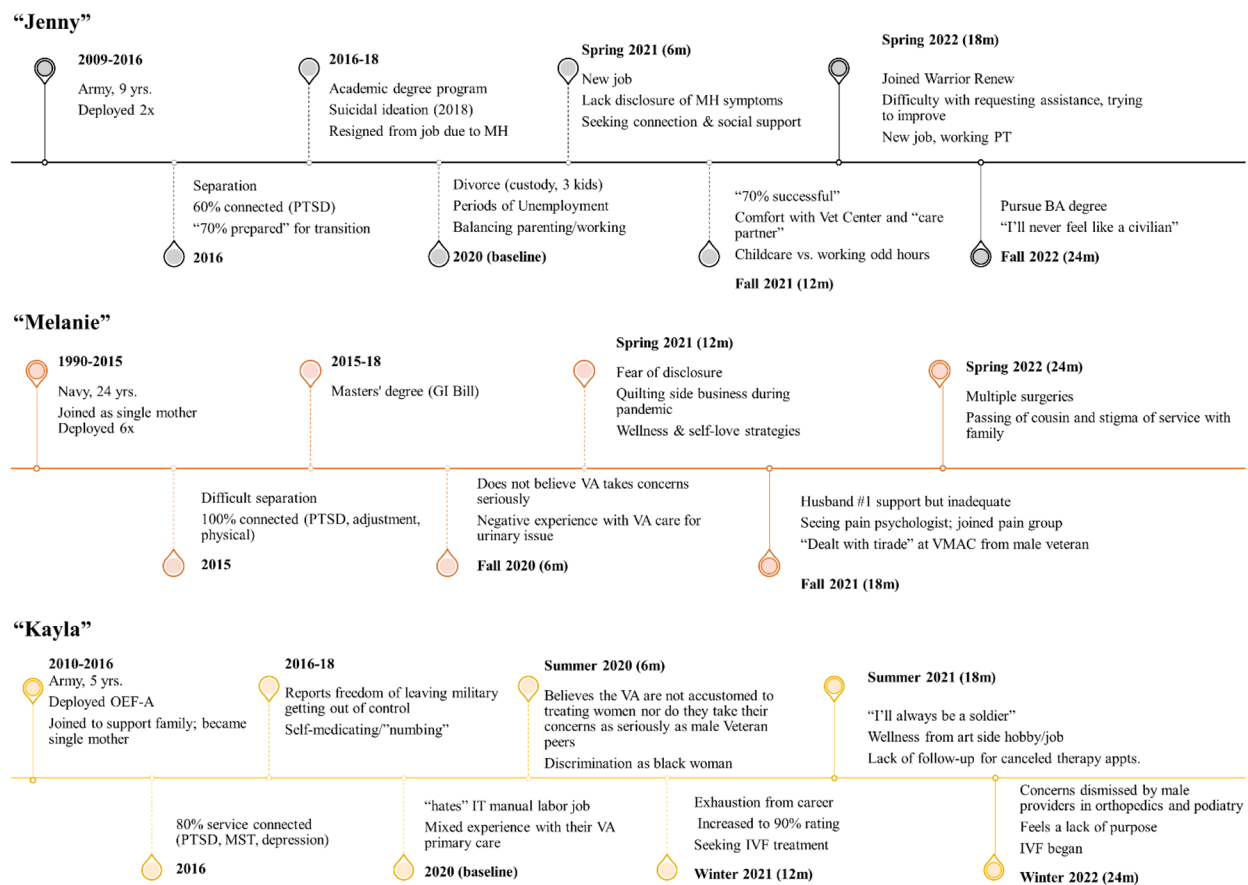 “Jenny”
2009-2016
Army, 9 yrs.
Deployed 2x
Separation
60% connected (PTSD)
“70% prepared” for transition
2016
2016-18
Academic degree program
Suicidal ideation (2018)
Resigned from job due to MH
Divorce (custody, 3 kids)
Periods of Unemployment
Balancing parenting/working
2020 (baseline)
Spring 2021 (6m)
New job
Lack disclosure of MH symptoms
Seeking connection & social support
“70% successful”
Comfort with Vet Center and “care
partner”
Childcare vs. working odd hours
Fall 2021 (12m)
Spring 2022 (18m)
Joined Warrior Renew
Difficulty with requesting assistance, trying
to improve
New job, working PT
Pursue BA degree
“I’ll never feel like a civilian”
Fall 2022 (24m)
“Melanie”
1990-2015
Navy, 24 yrs.
Joined as single mother
Deployed 6x
Difficult separation
100% connected (PTSD, adjustment,
physical)
2015
2015-18
Masters' degree (GI Bill)
Does not believe VA takes concerns
seriously
Negative experience with VA care for
urinary issue
Fall 2020 (6m)
Spring 2021 (12m)
Fear of disclosure
Quilting side business during
pandemic
Wellness & self-love strategies
Husband #1 support but inadequate
Seeing pain psychologist; joined pain group
“Dealt with tirade” at VMAC from male veteran
Fall 2021 (18m)
Spring 2022 (24m)
Multiple surgeries
Passing of cousin and stigma of service with
family
“Kayla”
2010-2016
Army, 5 yrs.
Deployed OEF-A
Joined to support family; became
single mother
80% service connected
(PTSD, MST, depression)
2016
2016-18
Reports freedom of leaving military
getting out of control
Self-medicating/”numbing”
“hates” IT manual labor job
Mixed experience with their VA
primary care
2020 (baseline)
Summer 2020 (6m)
Believes the VA are not accustomed to
treating women nor do they take their
concerns as seriously as male Veteran
peers
Discrimination as black woman
Exhaustion from career
Increased to 90% rating
Seeking IVF treatment
Winter 2021 (12m)
Summer 2021 (18m)
“I’ll always be a soldier”
Wellness from art side hobby/job
Lack of follow-up for canceled therapy appts.
Concerns dismissed by male
providers in orthopedics and podiatry
Feels a lack of purpose
IVF began
Winter 2022 (24m)